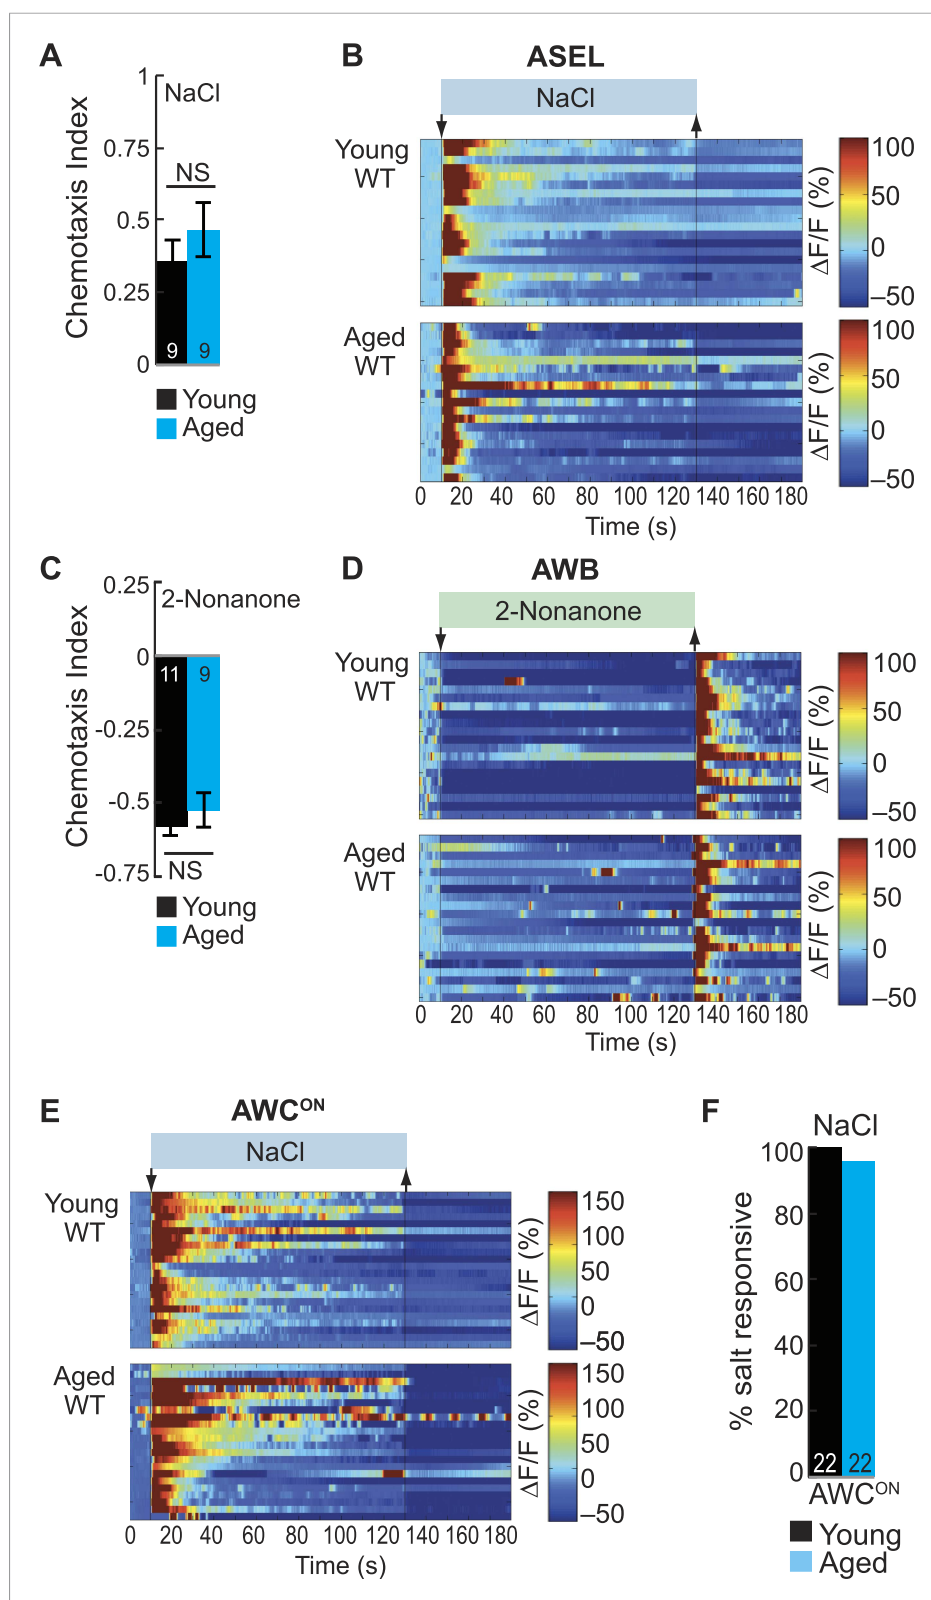 A
NaCl
Chemotaxis Index
1
0.75
0.5
0.25
0
NS
9
9
Young
Aged
B
ASEL
NaCl
Young
WT
100
50
0
–50
ΔF/F (%)
Aged
WT
100
50
0
–50
ΔF/F (%)
0 20 40 60 80 100 120 140 160 180
Time (s)
C
0.25
0
-0.25
-0.5
-0.75
Chemotaxis Index
2-Nonanone
11
9
NS
Young
Aged
D
AWB
2-Nonanone
Young
WT
100
50
0
–50
ΔF/F (%)
Aged
WT
100
50
0
–50
ΔF/F (%)
0 20 40 60 80 100 120 140 160 180
Time (s)
E
AWCᴼᴺ
NaCl
Young
WT
150
100
50
0
–50
ΔF/F (%)
Aged
WT
150
100
50
0
–50
ΔF/F (%)
0 20 40 60 80 100 120 140 160 180
Time (s)
F
NaCl
100
80
60
40
20
0
% salt responsive
22
22
AWCᴼᴺ
Young
Aged